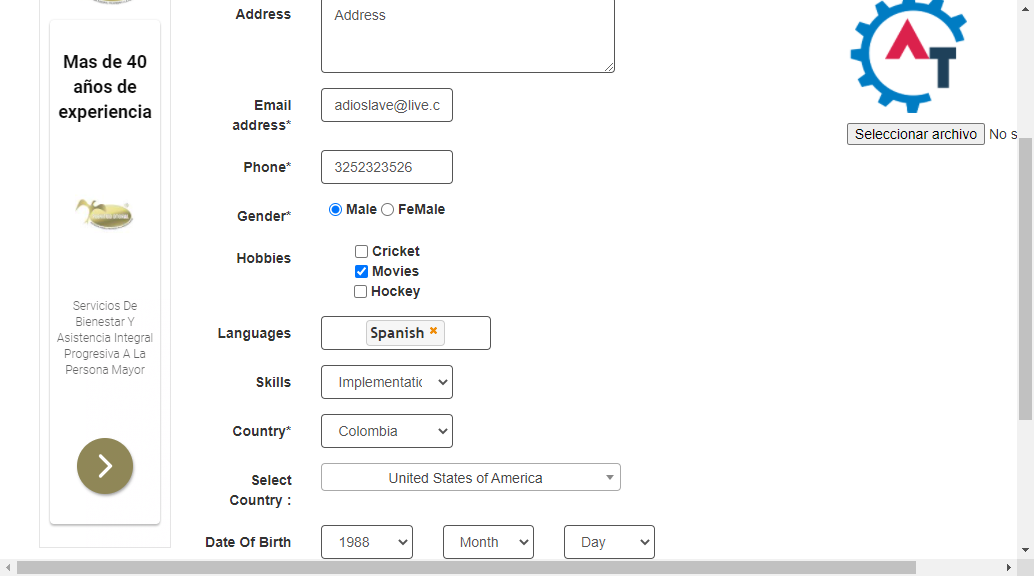 Mas de 40
años de
experiencia
Servicios De
Bienestar Y
Asistencia Integral
Progresiva A La
Persona Mayor
Address
Address
Email
address*
adioslave@live.c
Phone*
3252323526
Gender*
Male FeMale
Hobbies
Cricket
Movies
Hockey
Languages
Spanish
Skills
Implementatic
Country*
Colombia
Select
Country :
United States of America
Date Of Birth
1988 Month Day
AT
Seleccionar archivo No s